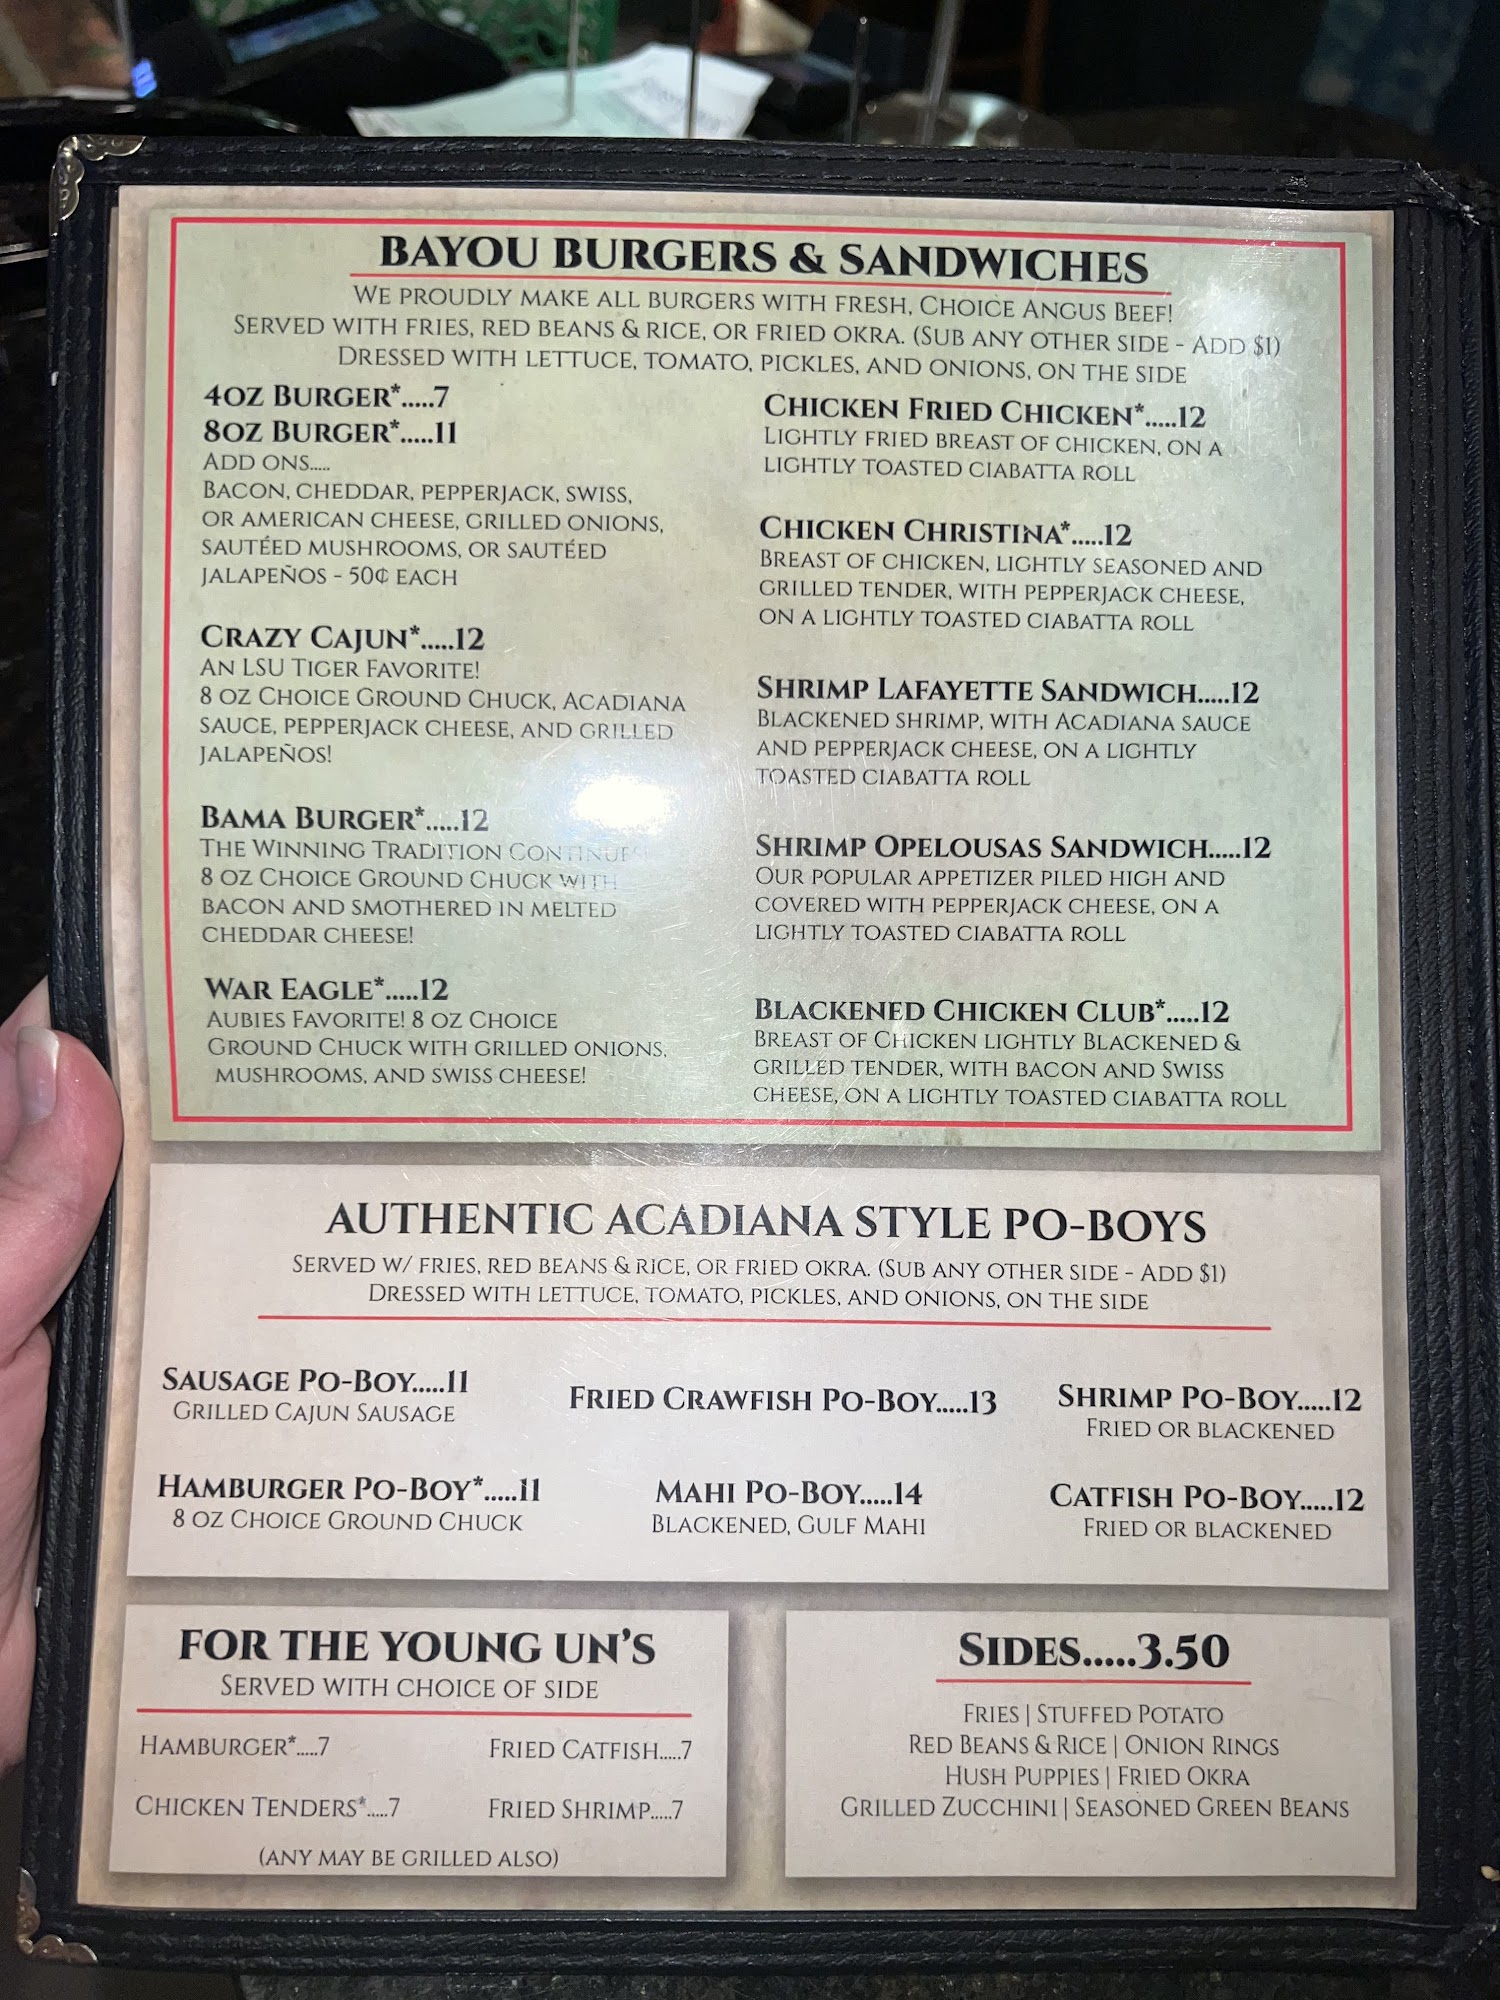 BAYOU BURGERS & SANDWICHES
WE PROUDLY MAKE ALL BURGERS WITH FRESH, CHOICE ANGUS BEEF!
SERVED WITH FRIES, RED BEANS & RICE, OR FRIED OKRA. (SUB ANY OTHER SIDE - ADD $1)
DRESSED WITH LETTUCE, TOMATO, PICKLES, AND ONIONS, ON THE SIDE
4OZ BURGER*.....7
8OZ BURGER*.....11
ADD ONS.....
BACON, CHEDDAR, PEPPERJACK, SWISS,
OR AMERICAN CHEESE, GRILLED ONIONS,
SAUTÉED MUSHROOMS, OR SAUTÉED
JALAPEÑOS - 50¢ EACH
CRAZY CAJUN*.....12
AN LSU TIGER FAVORITE!
8 OZ CHOICE GROUND CHUCK, ACADIANA
SAUCE, PEPPERJACK CHEESE, AND GRILLED
JALAPEÑOS!
BAMA BURGER*.....12
THE WINNING TRADITION CONTINUES
8 OZ CHOICE GROUND CHUCK WITH
BACON AND SMOTHERED IN MELTED
CHEDDAR CHEESE!
WAR EAGLE*.....12
AUBIES FAVORITE! 8 OZ CHOICE
GROUND CHUCK WITH GRILLED ONIONS,
MUSHROOMS, AND SWISS CHEESE!
CHICKEN FRIED CHICKEN*.....12
LIGHTLY FRIED BREAST OF CHICKEN, ON A
LIGHTLY TOASTED CIABATTA ROLL
CHICKEN CHRISTINA*.....12
BREAST OF CHICKEN, LIGHTLY SEASONED AND
GRILLED TENDER, WITH PEPPERJACK CHEESE,
ON A LIGHTLY TOASTED CIABATTA ROLL
SHRIMP LAFAYETTE SANDWICH.....12
BLACKENED SHRIMP, WITH ACADIANA SAUCE
AND PEPPERJACK CHEESE, ON A LIGHTLY
TOASTED CIABATTA ROLL
SHRIMP OPELOUSAS SANDWICH.....12
OUR POPULAR APPETIZER PILED HIGH AND
COVERED WITH PEPPERJACK CHEESE, ON A
LIGHTLY TOASTED CIABATTA ROLL
BLACKENED CHICKEN CLUB*.....12
BREAST OF CHICKEN LIGHTLY BLACKENED &
GRILLED TENDER, WITH BACON AND SWISS
CHEESE, ON A LIGHTLY TOASTED CIABATTA ROLL
AUTHENTIC ACADIANA STYLE PO-BOYS
SERVED W/ FRIES, RED BEANS & RICE, OR FRIED OKRA. (SUB ANY OTHER SIDE - ADD $1)
DRESSED WITH LETTUCE, TOMATO, PICKLES, AND ONIONS, ON THE SIDE
SAUSAGE PO-BOY.....11
GRILLED CAJUN SAUSAGE
FRIED CRAWFISH PO-BOY.....13
SHRIMP PO-BOY.....12
FRIED OR BLACKENED
HAMBURGER PO-BOY*.....11
8 OZ CHOICE GROUND CHUCK
MAHI PO-BOY.....14
BLACKENED, GULF MAHI
CATFISH PO-BOY.....12
FRIED OR BLACKENED
FOR THE YOUNG UN'S
SERVED WITH CHOICE OF SIDE
HAMBURGER*.....7
FRIED CATFISH.....7
CHICKEN TENDERS*.....7
FRIED SHRIMP.....7
(ANY MAY BE GRILLED ALSO)
SIDES.....3.50
FRIES | STUFFED POTATO
RED BEANS & RICE | ONION RINGS
HUSH PUPPIES | FRIED OKRA
GRILLED ZUCCHINI | SEASONED GREEN BEANS